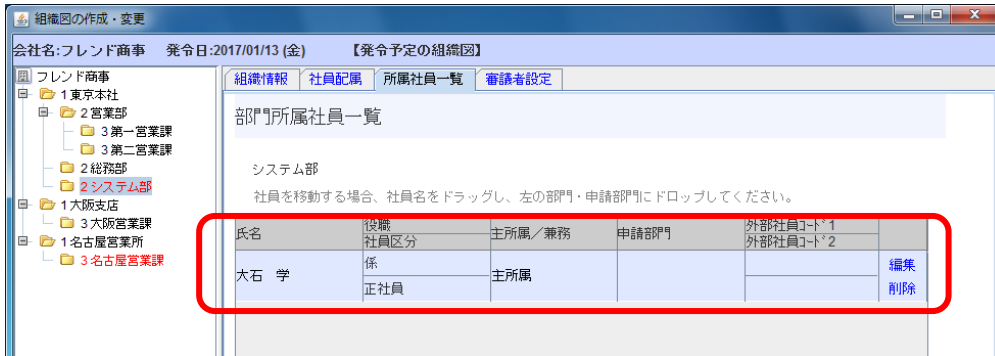 組織図の作成・変更
会社名:フレンド商事 発令日:2017/01/13 (金) 【発令予定の組織図】
フレンド商事
1東京本社
2営業部
3第一営業課
3第二営業課
2総務部
2システム部
1大阪支店
3大阪営業課
1名古屋営業所
3名古屋営業課
組織情報 社員配属 所属社員一覧 審議者設定
部門所属社員一覧
システム部
社員を移動する場合、社員名をドラッグし、左の部門・申請部門にドロップしてください。
氏名 役職 主所属／兼務 申請部門 外部社員ｺｰﾄﾞ1
社員区分 外部社員ｺｰﾄﾞ2
大石 学 係 主所属 編集
正社員 削除